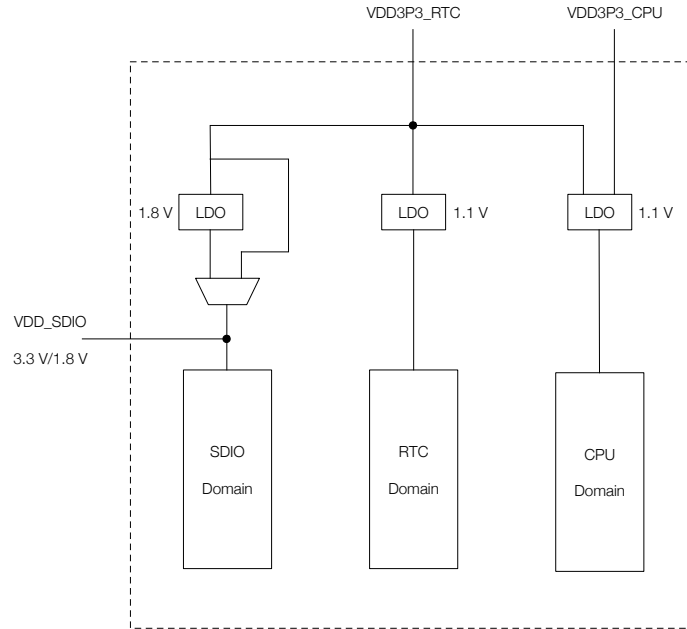 VDD3P3_RTC
VDD3P3_CPU
1.8 V
LDO
LDO
1.1 V
LDO
1.1 V
VDD_SDIO
3.3 V/1.8 V
SDIO
Domain
RTC
Domain
CPU
Domain